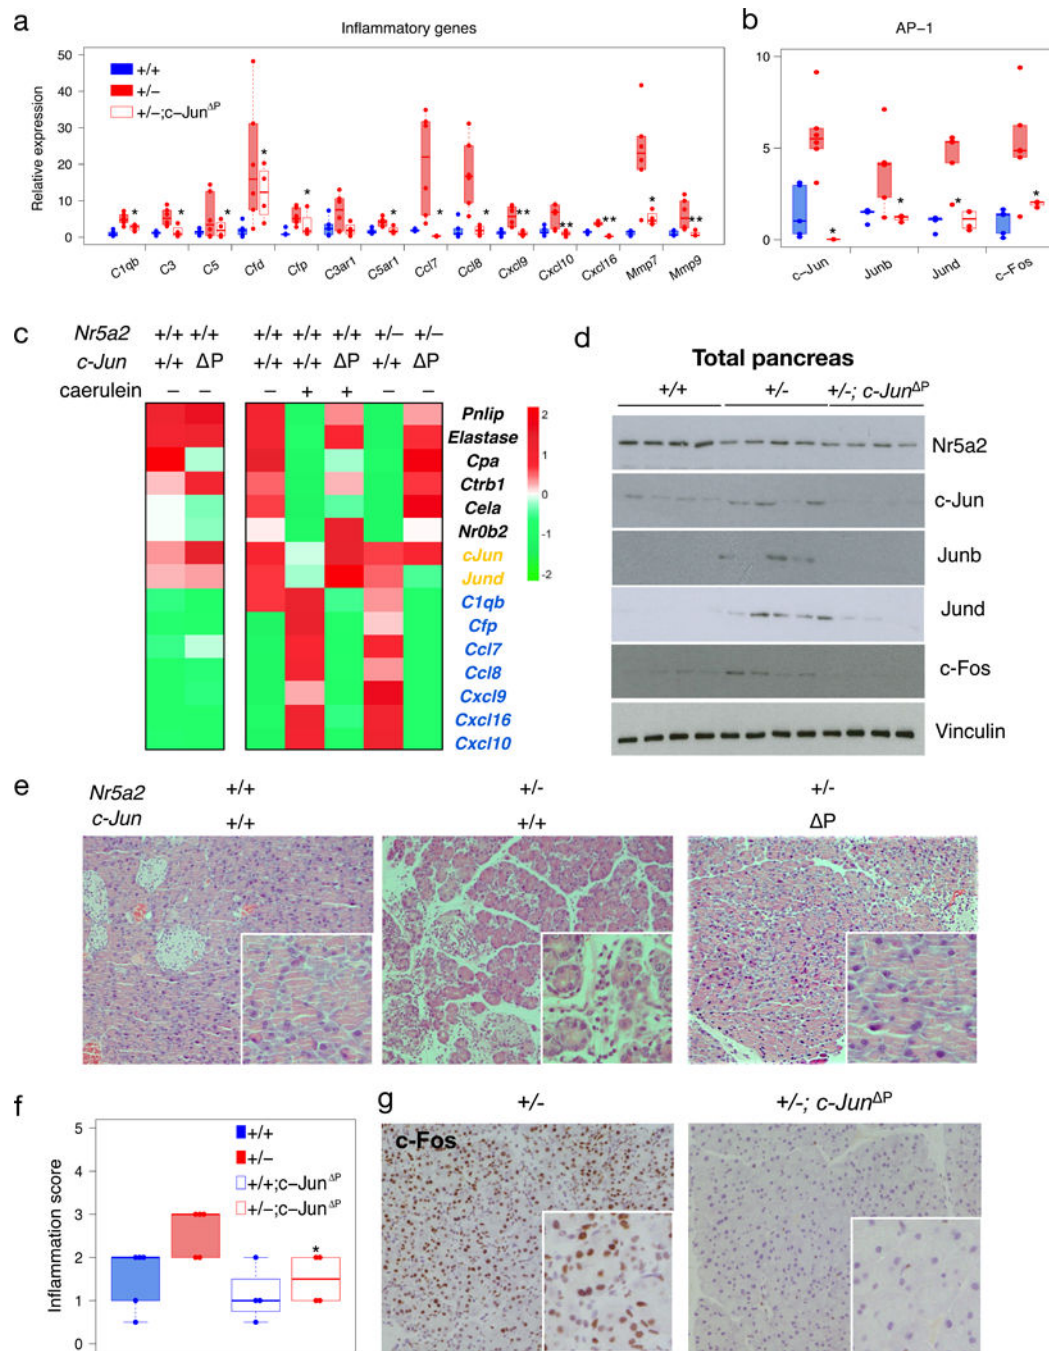 a
Inflammatory genes
Relative expression
50
40
30
20
10
0
+/+
+/−
+/−;c−Jun^ΔP
* * * * * * * * ** ** ** * **
C1qb C3 C5 Cfd Cfp C3ar1 C5ar1 Ccl7 Ccl8 Cxcl9 Cxcl10 Cxcl16 Mmp7 Mmp9
b
AP−1
10
5
0
* * * *
c−Jun Junb Jund c−Fos
c
Nr5a2 +/+ +/+ +/+ +/+ +/+ +/− +/−
c-Jun +/+ ΔP +/+ +/+ ΔP +/+ ΔP
caerulein − − − + + − −
Pnlip
Elastase
Cpa
Ctrb1
Cela
Nr0b2
cJun
Jund
C1qb
Cfp
Ccl7
Ccl8
Cxcl9
Cxcl16
Cxcl10
2
1
0
-1
-2
d
Total pancreas
+/+ +/- +/-; c-Jun^ΔP
Nr5a2
c-Jun
Junb
Jund
c-Fos
Vinculin
e
Nr5a2 +/+ +/- +/-
c-Jun +/+ +/+ ΔP
f
Inflammation score
5
4
3
2
1
0
+/+
+/−
+/+;c−Jun^ΔP
+/−;c−Jun^ΔP
*
g
+/- +/-; c-Jun^ΔP
c-Fos